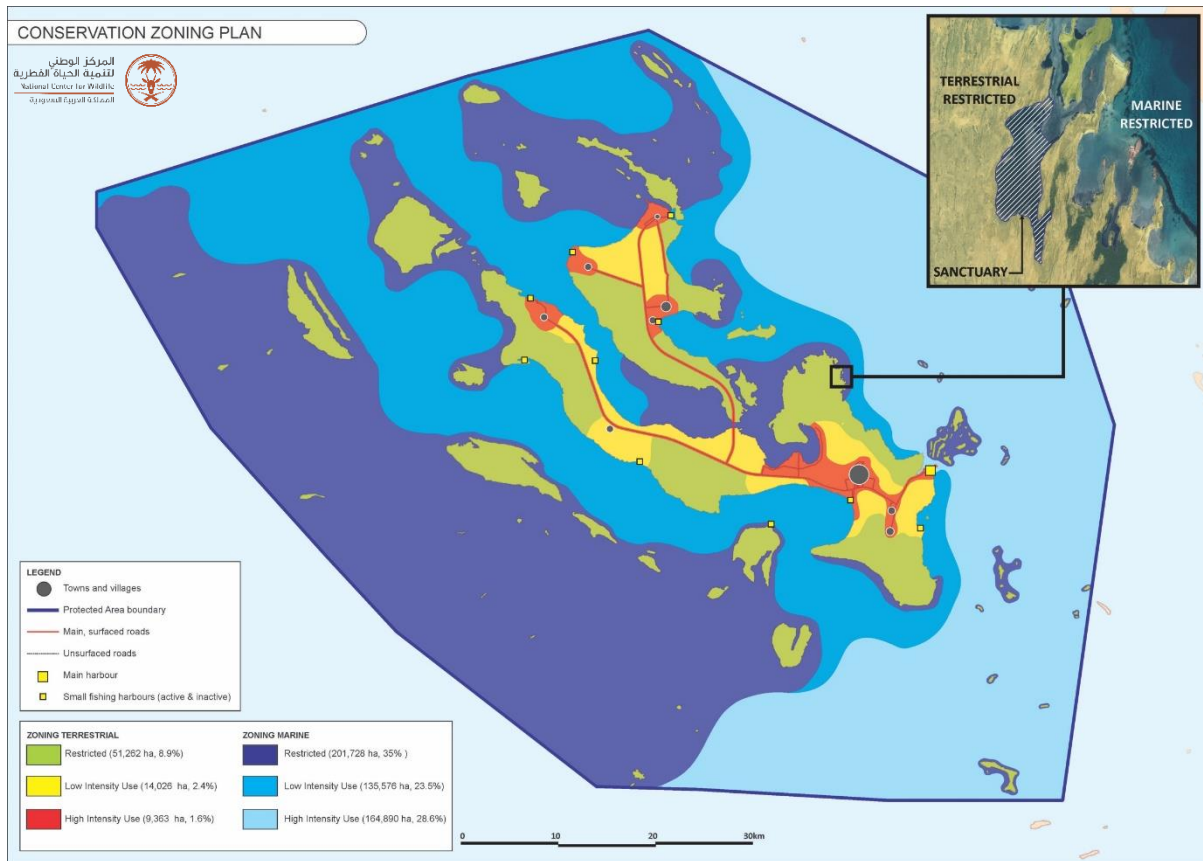 CONSERVATION ZONING PLAN
المركز الوطني
لتنمية الحياة الفطرية
National Center for Wildlife
المملكة العربية السعودية
TERRESTRIAL
RESTRICTED
MARINE
RESTRICTED
SANCTUARY
LEGEND
Towns and villages
Protected Area boundary
Main, surfaced roads
Unsurfaced roads
Main harbour
Small fishing harbours (active & inactive)
ZONING TERRESTRIAL
Restricted (51,262 ha, 8.9%)
Low Intensity Use (14,026 ha, 2.4%)
High Intensity Use (9,363 ha, 1.6%)
ZONING MARINE
Restricted (201,728 ha, 35% )
Low Intensity Use (135,576 ha, 23.5%)
High Intensity Use (164,890 ha, 28.6%)
0 10 20 30km